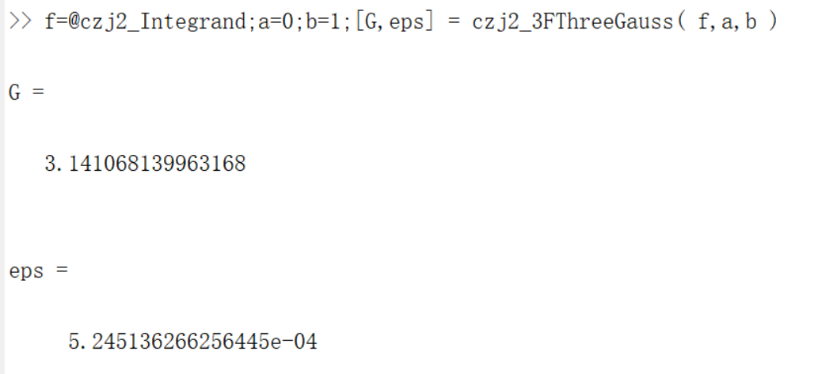 >> f=@czj2_Integrand;a=0;b=1;[G,eps] = czj2_3FThreeGauss( f,a,b )
G =
3.141068139963168
eps =
5.245136266256445e-04